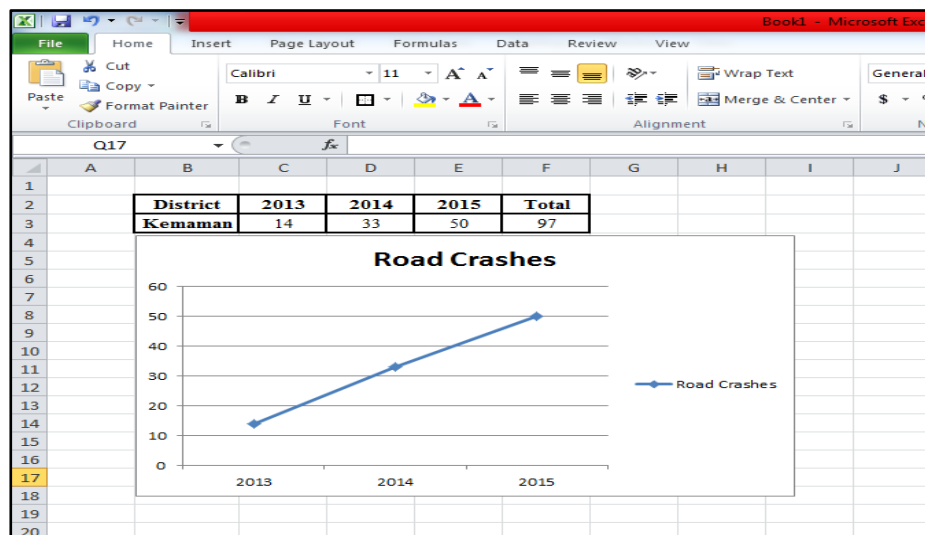 Book1 - Microsoft Exc
File Home Insert Page Layout Formulas Data Review View
Paste
Cut
Copy
Format Painter
Clipboard
Calibri 11 A A
B I U A
Font
Wrap Text
Merge & Center
Alignment
General
$
Q17 fx
A B C D E F G H I J
1
2 District 2013 2014 2015 Total
3 Kemaman 14 33 50 97
4
5
6
7
8
9
10
11
12
13
14
15
16
17
18
19
20
Road Crashes
60
50
40
30
20
10
0
2013 2014 2015
Road Crashes